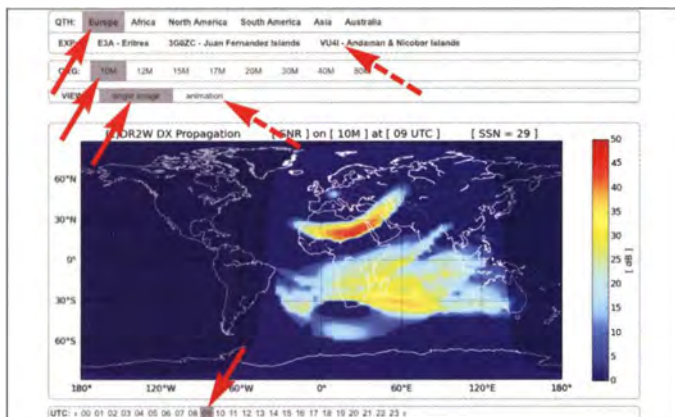 QTH: Europe Africa North America South America Asia Australia
EXP: E3A - Eritrea 3G0ZC - Juan Fernandez Islands VU4I - Andaman & Nicobar Islands
10M 12M 15M 17M 20M 30M 40M
VIEW single image animation
DR2W DX Propagation [ SNR ] on [ 10M ] at [ 09 UTC ] [ SSN = 29 ]
60°N
30°N
0°
30°S
60°S
180° 120°W 60°W 0° 60°E 120°E 180°
50
45
40
35
30
25
20
15
10
5
0
[ dB ]
UTC: < 00 01 02 03 04 05 06 07 08 09 10 11 12 13 14 15 16 17 18 19 20 21 22 23 >